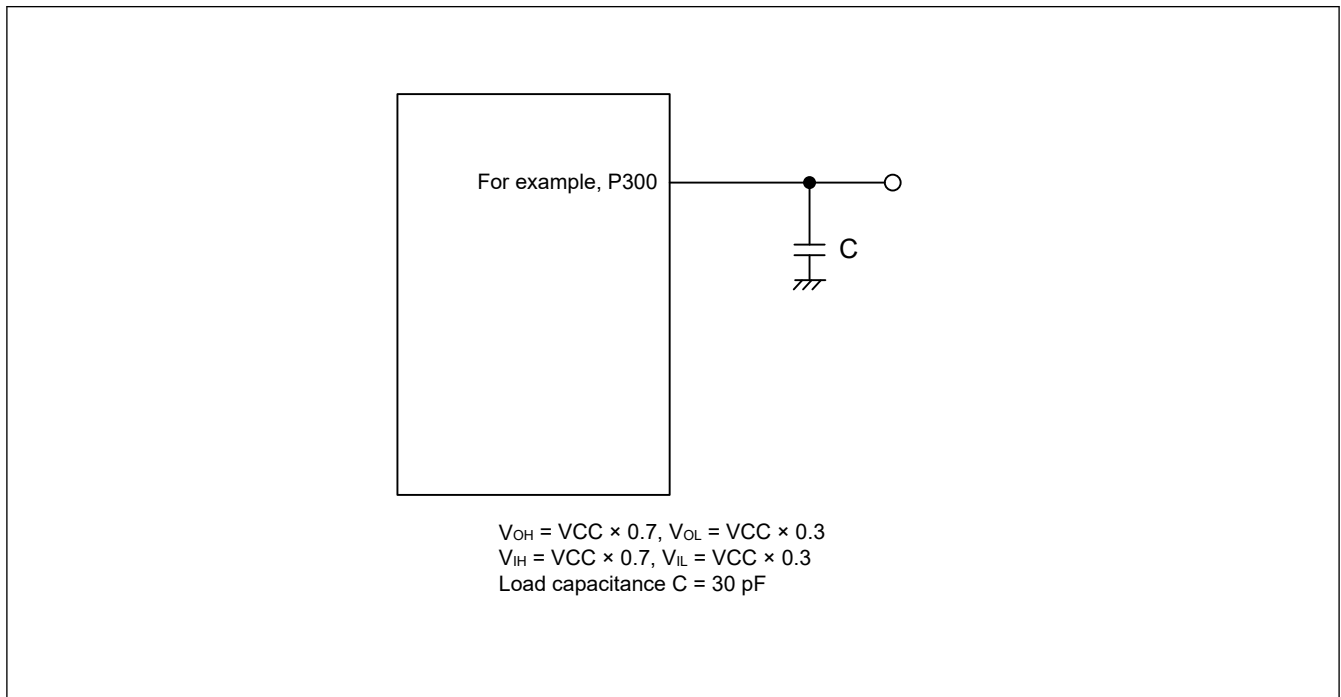 For example, P300
C
VOH = VCC × 0.7, VOL = VCC × 0.3
VIH = VCC × 0.7, VIL = VCC × 0.3
Load capacitance C = 30 pF